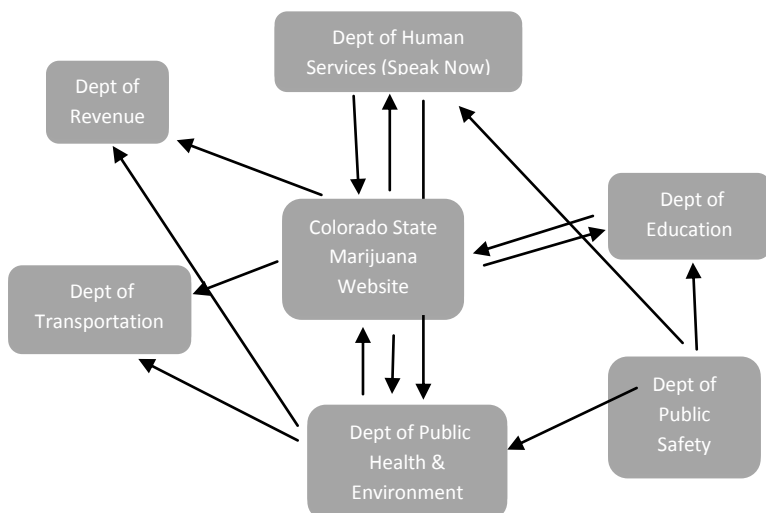 Dept of Human
Services (Speak Now)
Dept of
Revenue
Colorado State
Marijuana
Website
Dept of
Education
Dept of
Transportation
Dept of
Public
Safety
Dept of Public
Health &
Environment